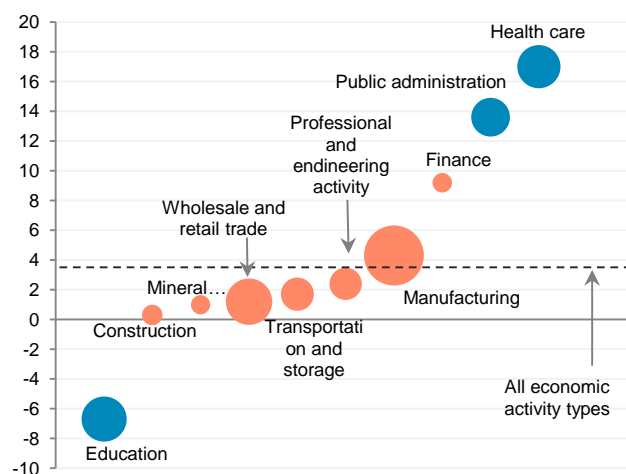 20
18
16
14
12
10
8
6
4
2
0
-2
-4
-6
-8
-10
Health care
Public administration
Professional
and
endineering
activity
Finance
Wholesale and
retail trade
Mineral…
Construction
Manufacturing
Transportati
on and
storage
All economic
activity types
Education